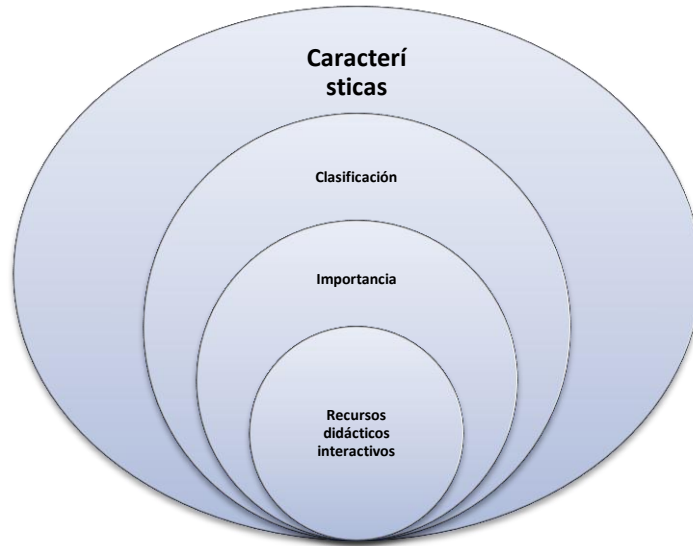 Caracterí
sticas
Clasificación
Importancia
Recursos
didácticos
interactivos